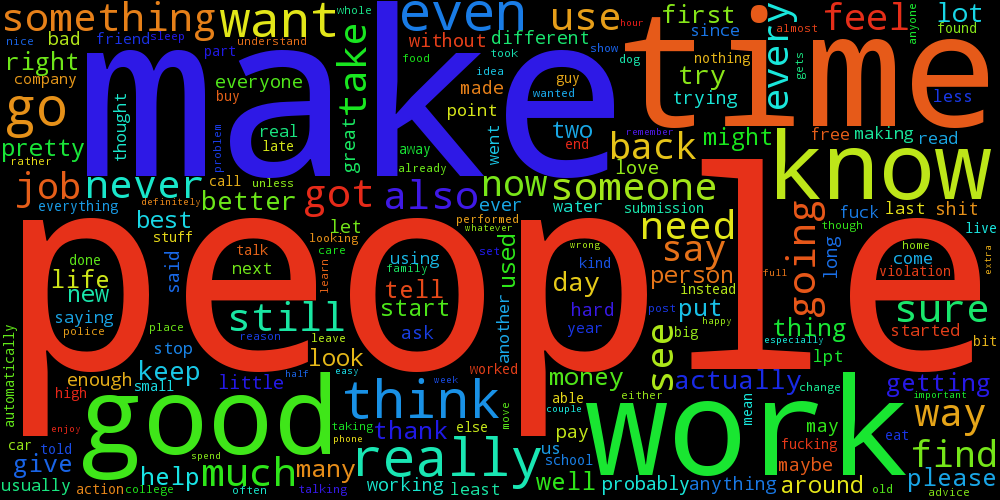 something
want
even
use
first
feel
lot
whole
nice
bad
friend
sleep
understand
part
take
without
different
since
almost
every
anyone
found
right
company
make
time
food
took
idea
show
hour
dog
nothing
gets
try
trying
everyone
buy
made
guy
wanted
less
go
thought
point
real
late
great
two
end
remember
might
free
making
read
pretty
rather
problem
away
already
went
back
love
know
job
never
call
unless
better
got
also
now
ever
someone
water
submission
fuck
last
shit
everything
definitely
best
stuff
let
looking
care
performed
whatever
need
though
live
people
said
talk
next
learn
using
family
set
used
wrong
kind
say
person
going
long
home
come
violation
extra
done
life
new
saying
police
tell
start
ask
day
hard
year
instead
put
full
sure
started
place
still
reason
leave
another
post
big
happy
thing
especially
bit
automatically
stop
look
see
lpt
enough
keep
small
little
half
easy
worked
money
actually
change
getting
high
week
think
able
couple
either
mean
important
good
work
way
enjoy
taking
phone
thank
else
move
pay
may
eat
car
told
really
us
school
fucking
find
give
spend
help
much
many
working
least
well
probably
anything
maybe
around
please
usually
action
college
often
talking
old
advice